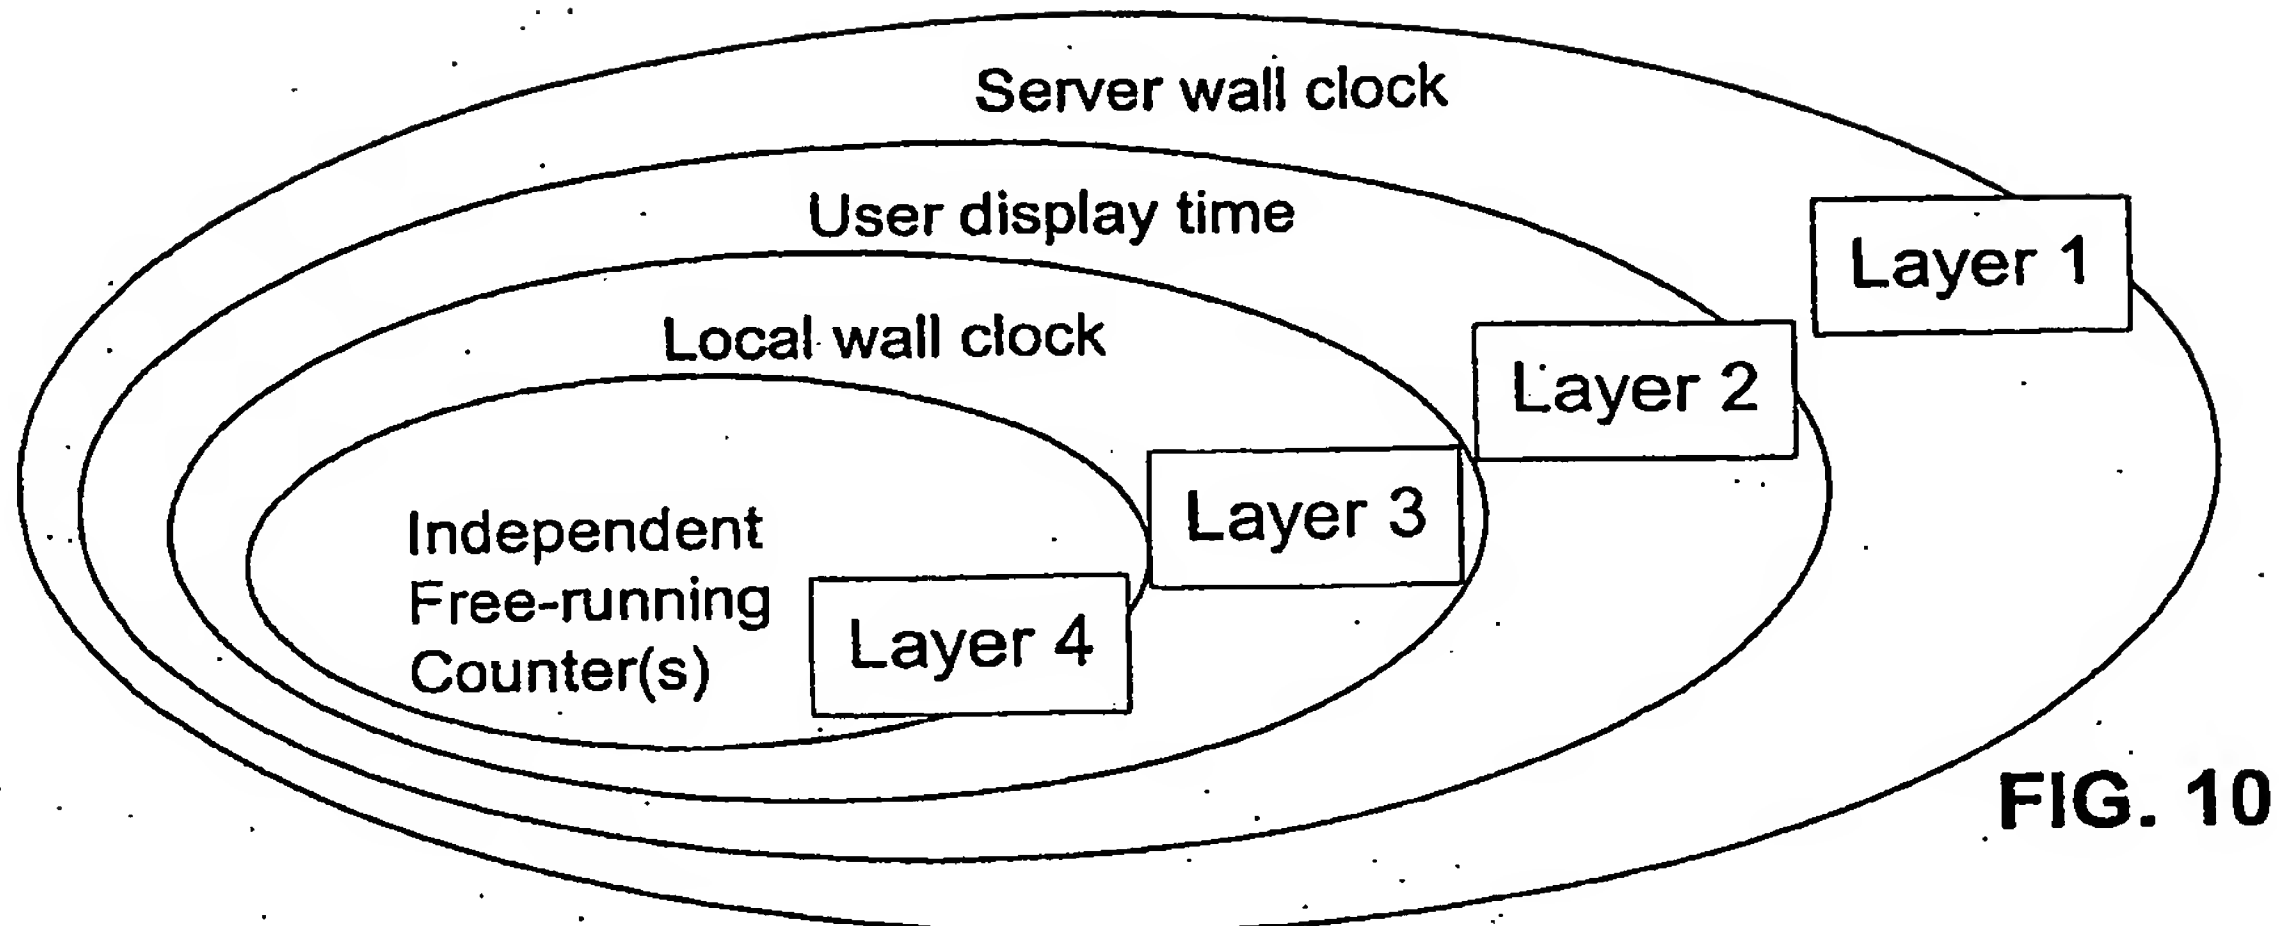 Server wall clock
User display time
Layer 1
Local wall clock
Layer 2
Layer 3
Independent
Free-running
Counter(s)
Layer 4
FIG. 10